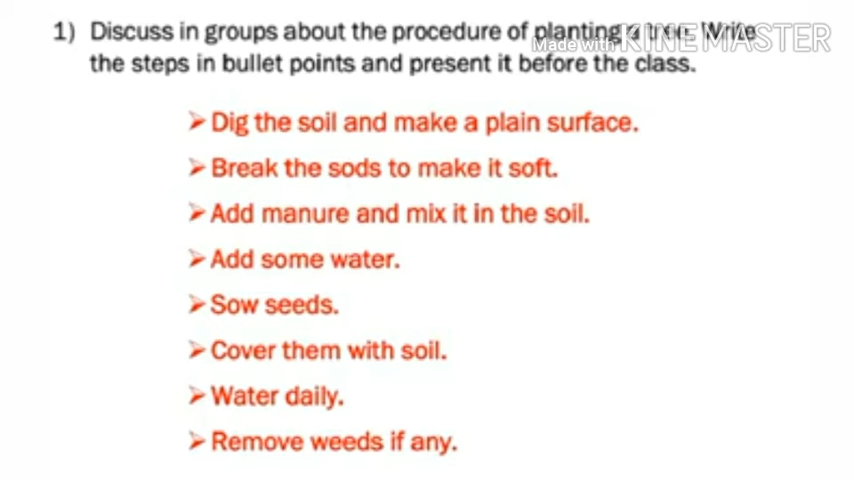 1) Discuss in groups about the procedure of planting a tree. Write
the steps in bullet points and present it before the class.
➢ Dig the soil and make a plain surface.
➢ Break the sods to make it soft.
➢ Add manure and mix it in the soil.
➢ Add some water.
➢ Sow seeds.
➢ Cover them with soil.
➢ Water daily.
➢ Remove weeds if any.
Made with KINEMASTER